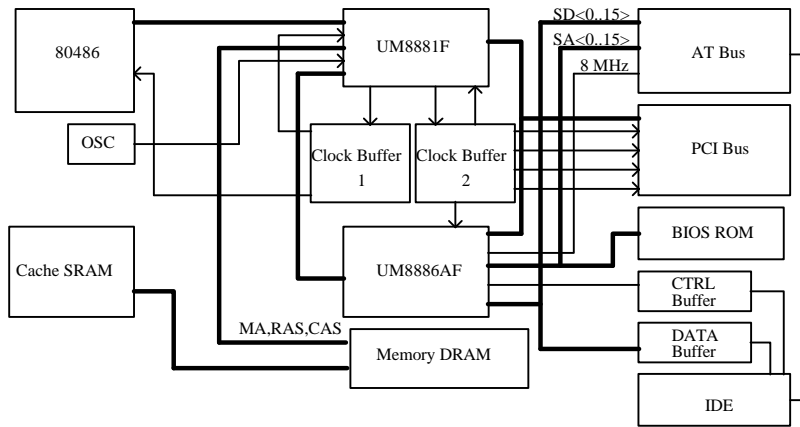 80486
UM8881F
SD<0..15>
SA<0..15>
8 MHz
AT Bus
OSC
Clock Buffer
1
Clock Buffer
2
PCI Bus
Cache SRAM
UM8886AF
BIOS ROM
CTRL
Buffer
MA,RAS,CAS
Memory DRAM
DATA
Buffer
IDE